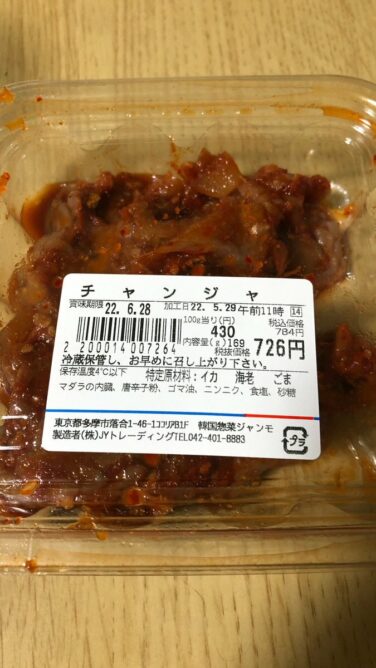 チャンジャ
賞味期限 22.6.28 加工日 22.5.29午前11時 14
100g当り(円) 税込価格
430 784円
2 200014 007264 内容量(g)169 税抜価格 726円
冷蔵保管し、お早めに召し上がり下さい。
保存温度4℃以下 特定原材料:イカ 海老 ごま
マダラの内臓、唐辛子粉、ゴマ油、ニンニク、食塩、砂糖
東京都多摩市落合1-46-1ココリアB1F 韓国惣菜ジャンモ
製造者(株)JYトレーディングTEL042-401-8883
プラ